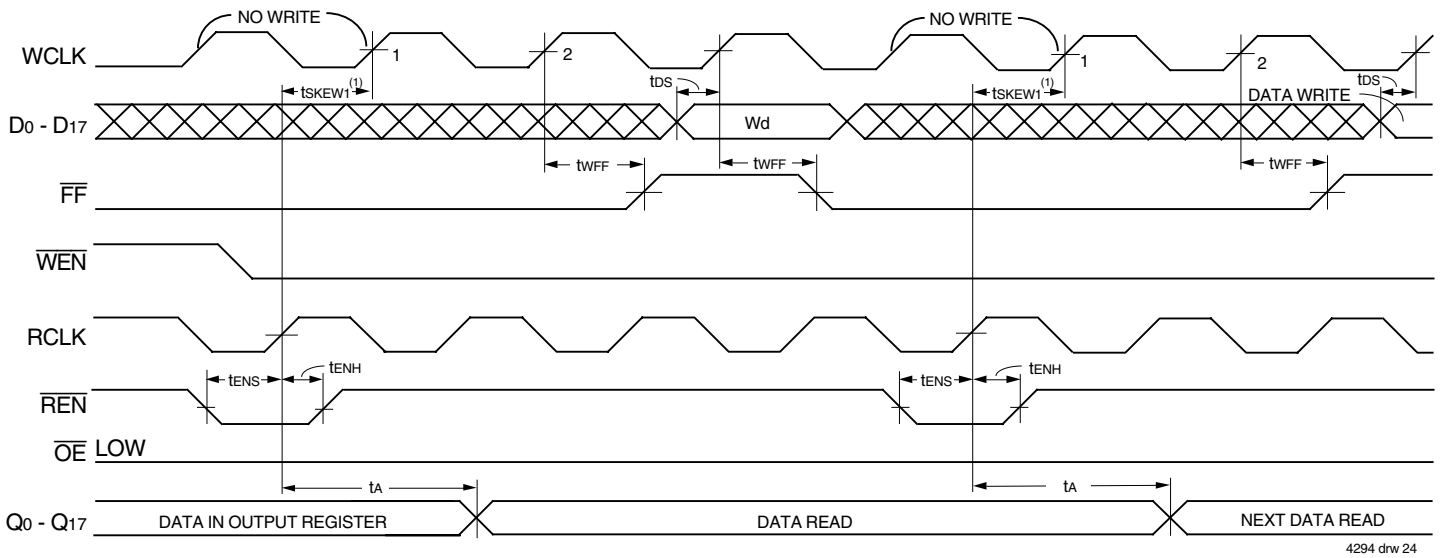 NO WRITE NO WRITE
WCLK 1 2 1 2
tSKEW1(1) tDS tSKEW1(1) tDS
D0 - D17 Wd DATA WRITE
tWFF tWFF tWFF
FF
WEN
RCLK
tENS tENH tENS tENH
REN
OE LOW
tA tA
Q0 - Q17 DATA IN OUTPUT REGISTER DATA READ NEXT DATA READ
4294 drw 24